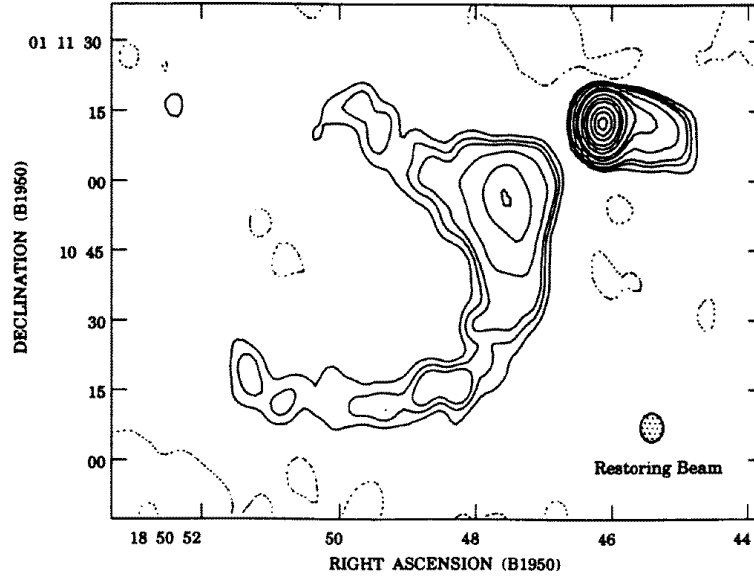 01 11 30
15
00
10 45
30
15
00
DECLINATION (B1950)
Restoring Beam
18 50 52
50
48
46
44
RIGHT ASCENSION (B1950)